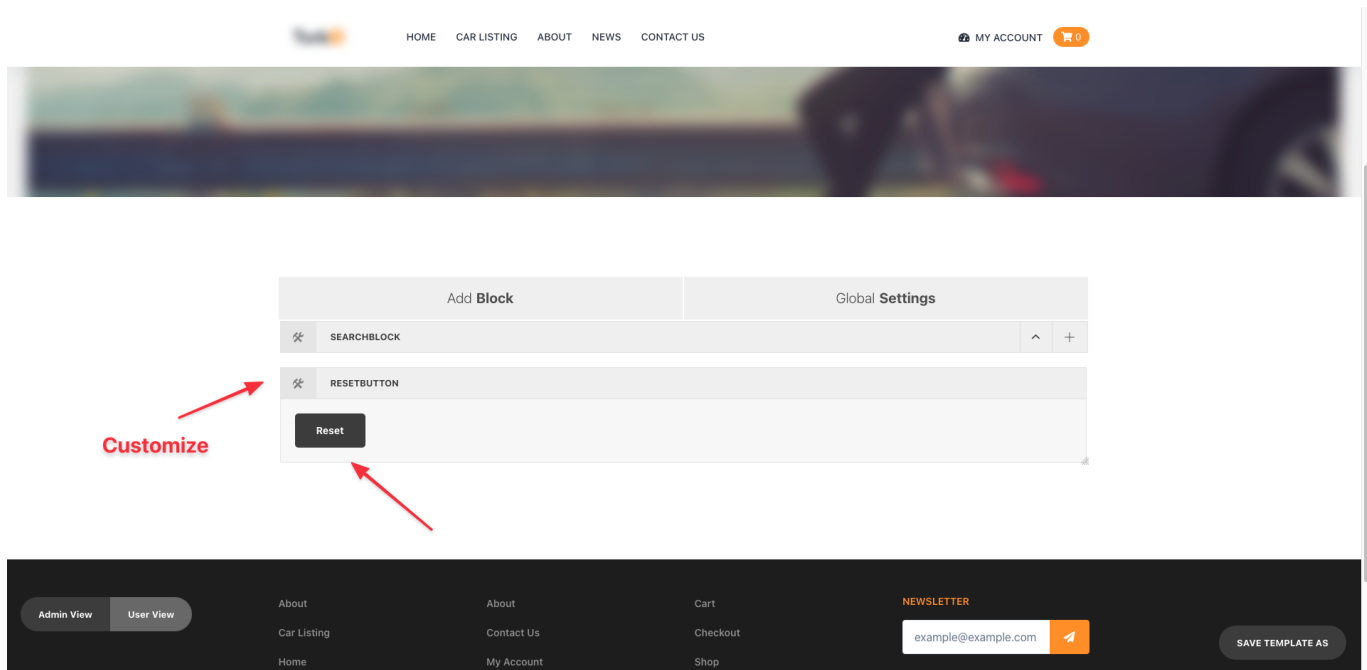 HOME CAR LISTING ABOUT NEWS CONTACT US MY ACCOUNT 0
Add Block Global Settings
SEARCHBLOCK
RESETBUTTON
Reset
Customize
Admin View User View
About About Cart NEWSLETTER
Car Listing Contact Us Checkout example@example.com
Home My Account Shop
SAVE TEMPLATE AS